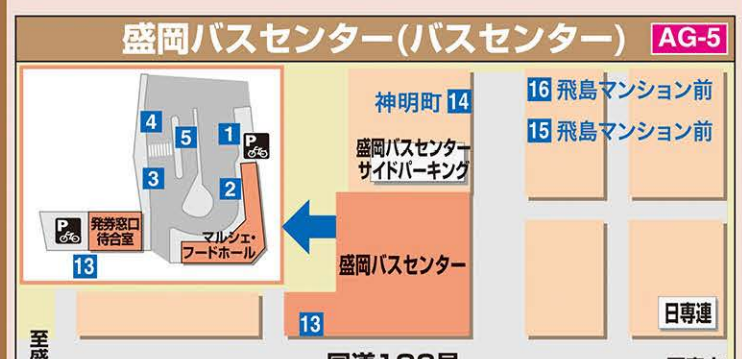 盛岡バスセンター(バスセンター) AG-5
4
5
1
P
3
2
P
発券窓口
待合室
マルシェ・
フードホール
13
神明町 14
盛岡バスセンター
サイドパーキング
盛岡バスセンター
13
16 飛島マンション前
15 飛島マンション前
日専連
至盛